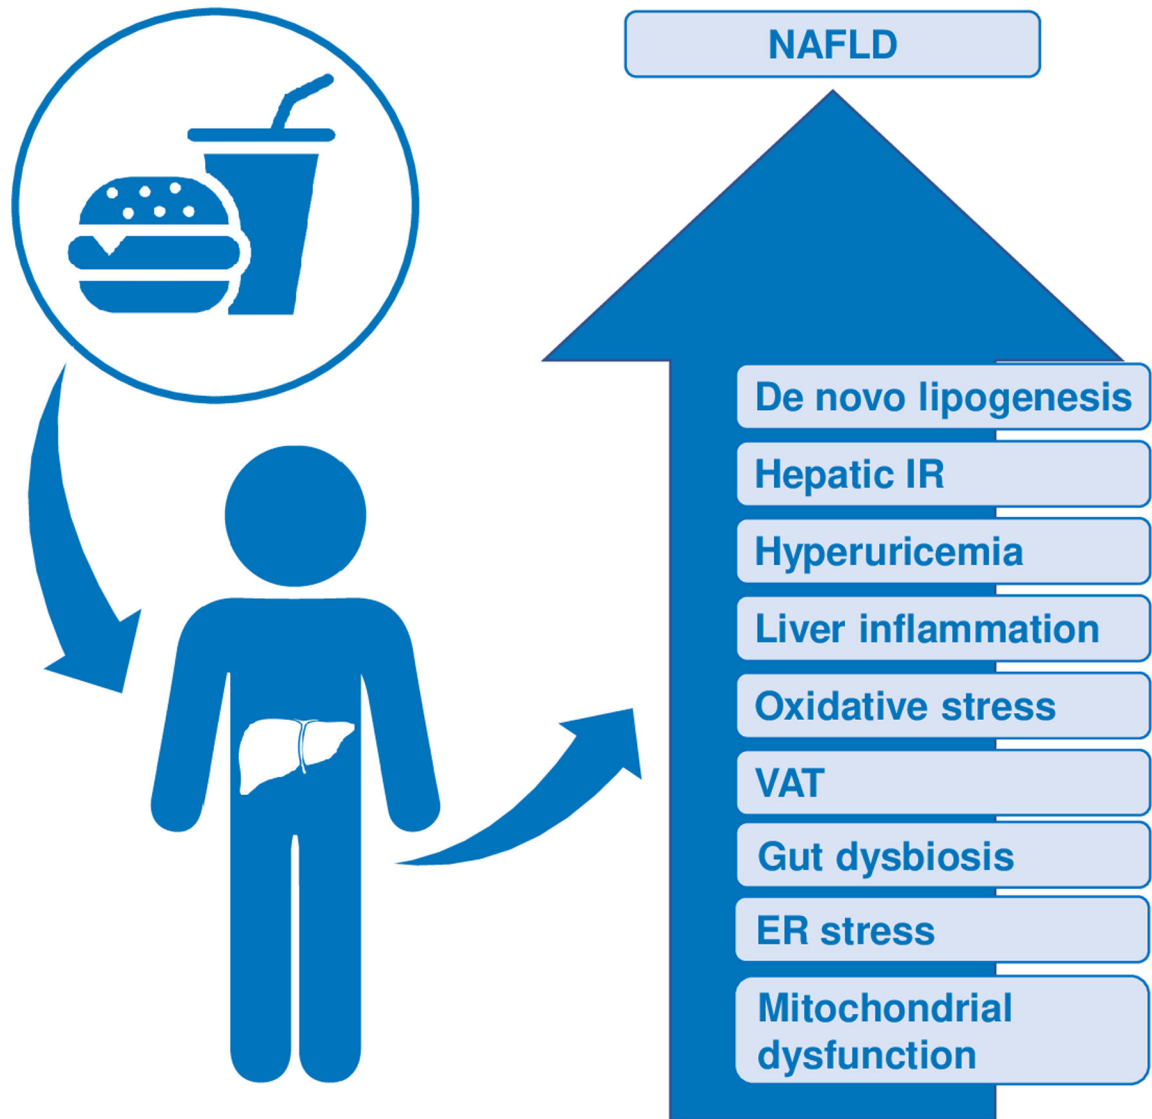 NAFLD
De novo lipogenesis
Hepatic IR
Hyperuricemia
Liver inflammation
Oxidative stress
VAT
Gut dysbiosis
ER stress
Mitochondrial
dysfunction